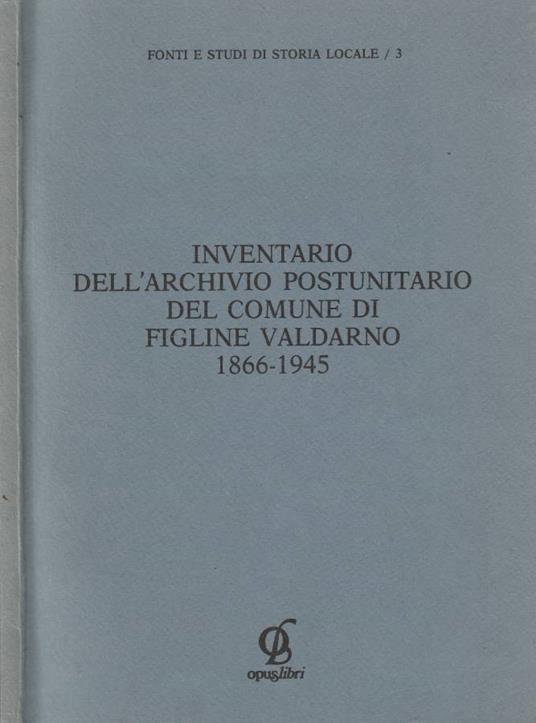 FONTI E STUDI DI STORIA LOCALE / 3
INVENTARIO
DELL'ARCHIVIO POSTUNITARIO
DEL COMUNE DI
FIGLINE VALDARNO
1866-1945
opuslibri